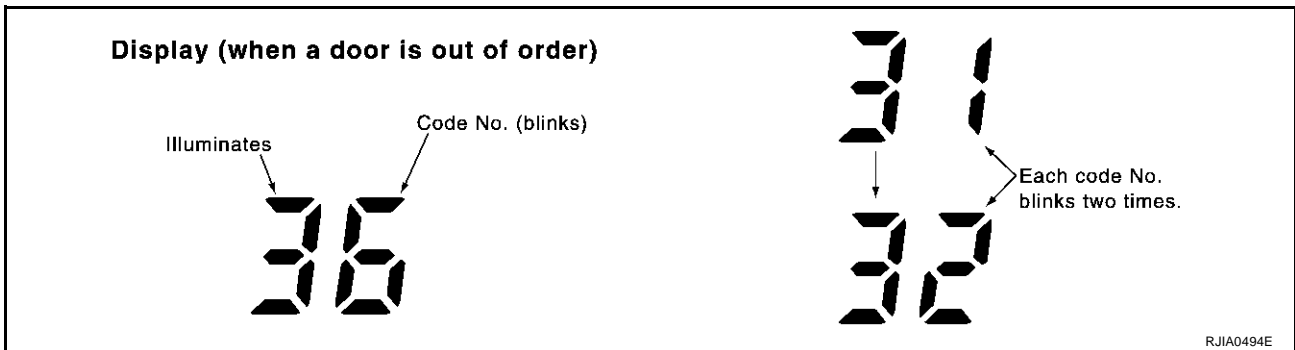 Display (when a door is out of order)
Illuminates
Code No. (blinks)
36
31
Each code No.
blinks two times.
32
RJIA0494E